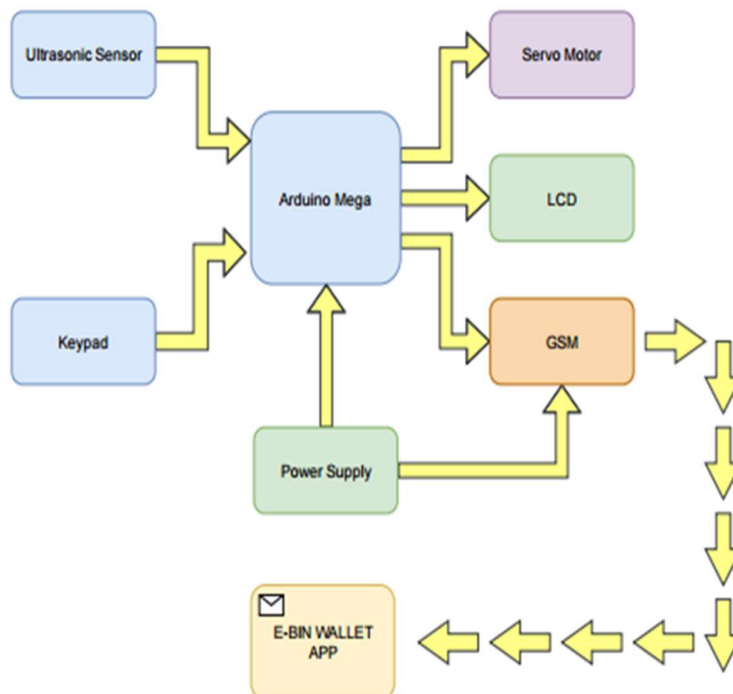 Ultrasonic Sensor
Servo Motor
Arduino Mega
LCD
Keypad
GSM
Power Supply
E-BIN WALLET
APP